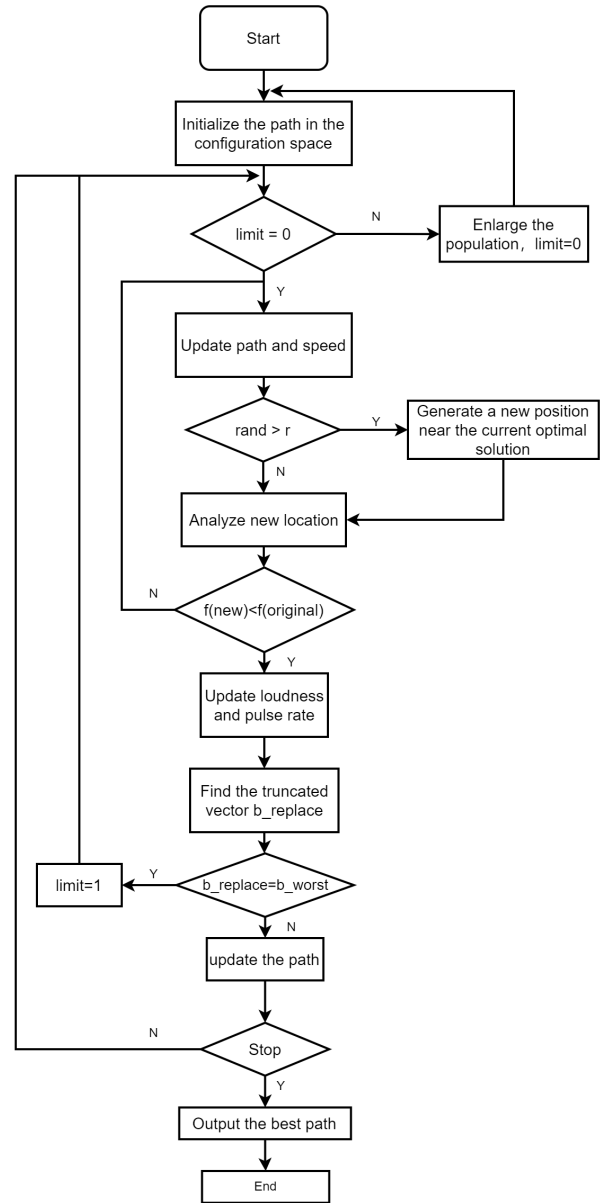 Start
Initialize the path in the
configuration space
limit = 0
N
Enlarge the
population，limit=0
Y
Update path and speed
rand > r
Y
Generate a new position
near the current optimal
solution
N
Analyze new location
N
f(new)<f(original)
Y
Update loudness
and pulse rate
Find the truncated
vector b_replace
limit=1
Y
b_replace=b_worst
N
update the path
N
Stop
Y
Output the best path
End